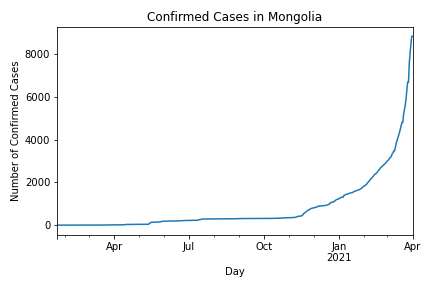 Confirmed Cases in Mongolia
Number of Confirmed Cases
8000
6000
4000
2000
0
Apr
Jul
Oct
Jan
2021
Apr
Day